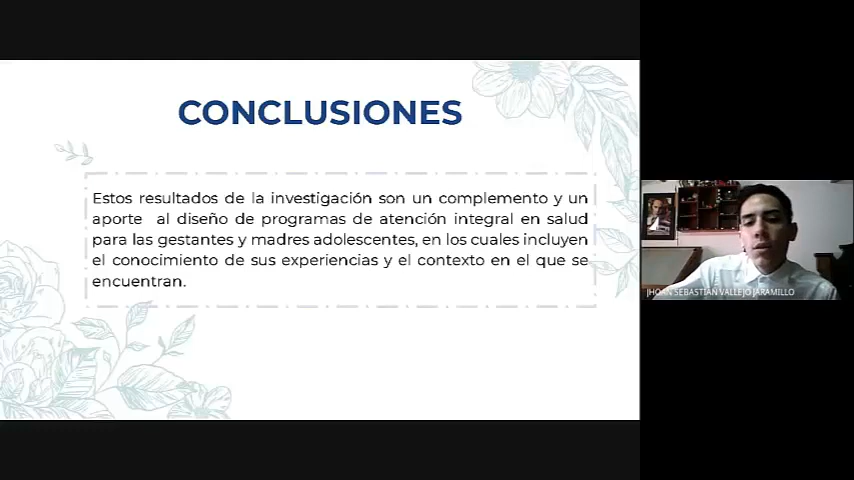 CONCLUSIONES
Estos resultados de la investigación son un complemento y un
aporte al diseño de programas de atención integral en salud
para las gestantes y madres adolescentes, en los cuales incluyen
el conocimiento de sus experiencias y el contexto en el que se
encuentran.
JHOAN SEBASTIAN VALLEJO JARAMILLO